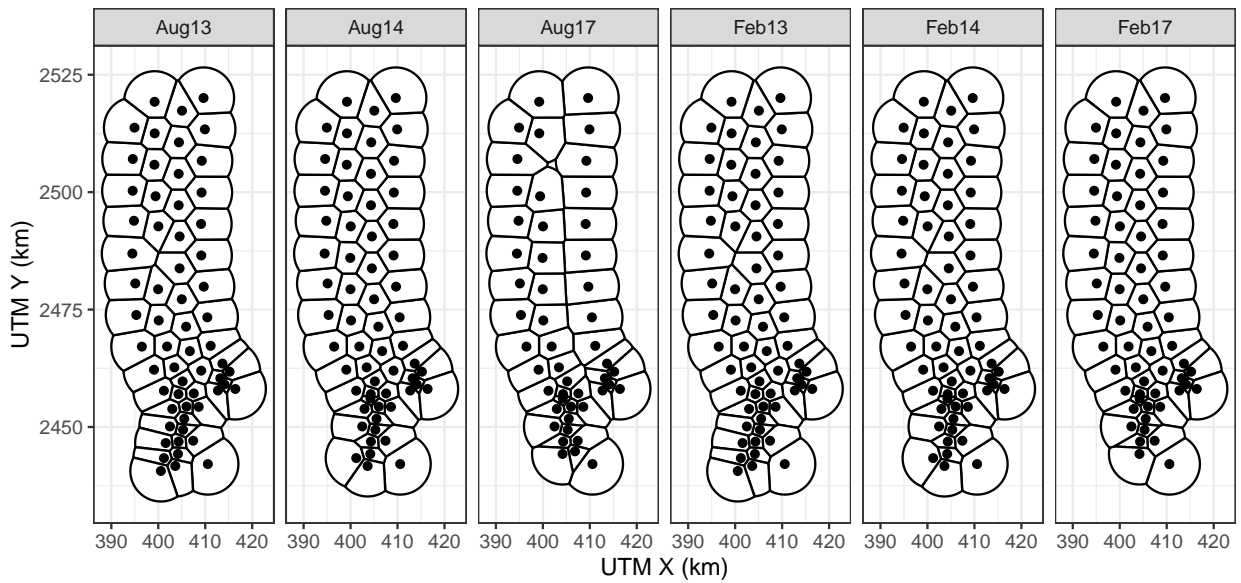 Aug13 Aug14 Aug17 Feb13 Feb14 Feb17
2525
2500
2475
2450
UTM Y (km)
390 400 410 420 390 400 410 420 390 400 410 420 390 400 410 420 390 400 410 420 390 400 410 420
UTM X (km)